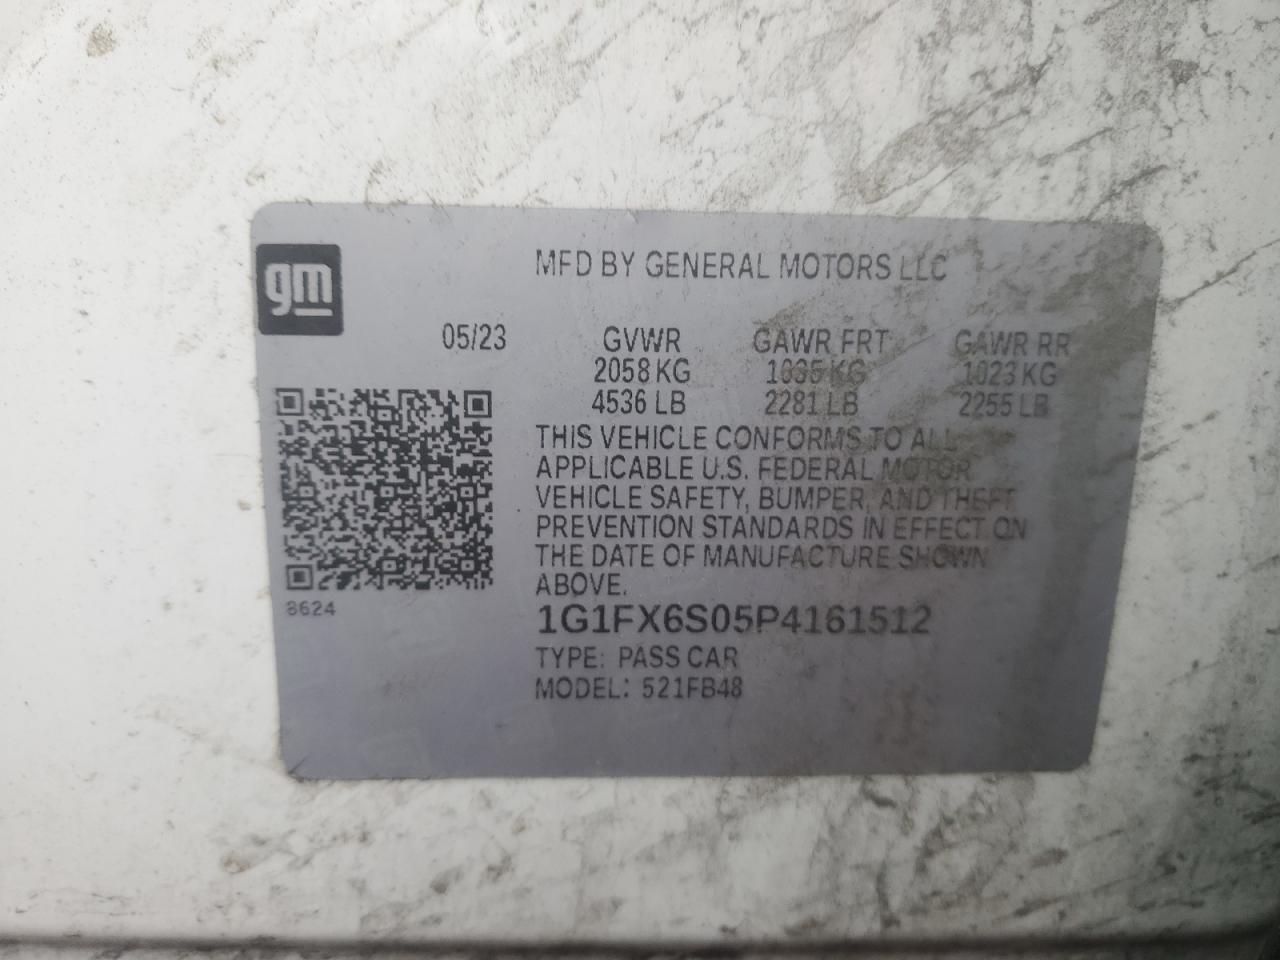 gm
MFD BY GENERAL MOTORS LLC
05/23 GVWR GAWR FRT GAWR RR
2058 KG 1035 KG 1023 KG
4536 LB 2281 LB 2255 LB
THIS VEHICLE CONFORMS TO ALL
APPLICABLE U.S. FEDERAL MOTOR
VEHICLE SAFETY, BUMPER, AND THEFT
PREVENTION STANDARDS IN EFFECT ON
THE DATE OF MANUFACTURE SHOWN
ABOVE.
8624
1G1FX6S05P4161512
TYPE: PASS CAR
MODEL: 521FB48